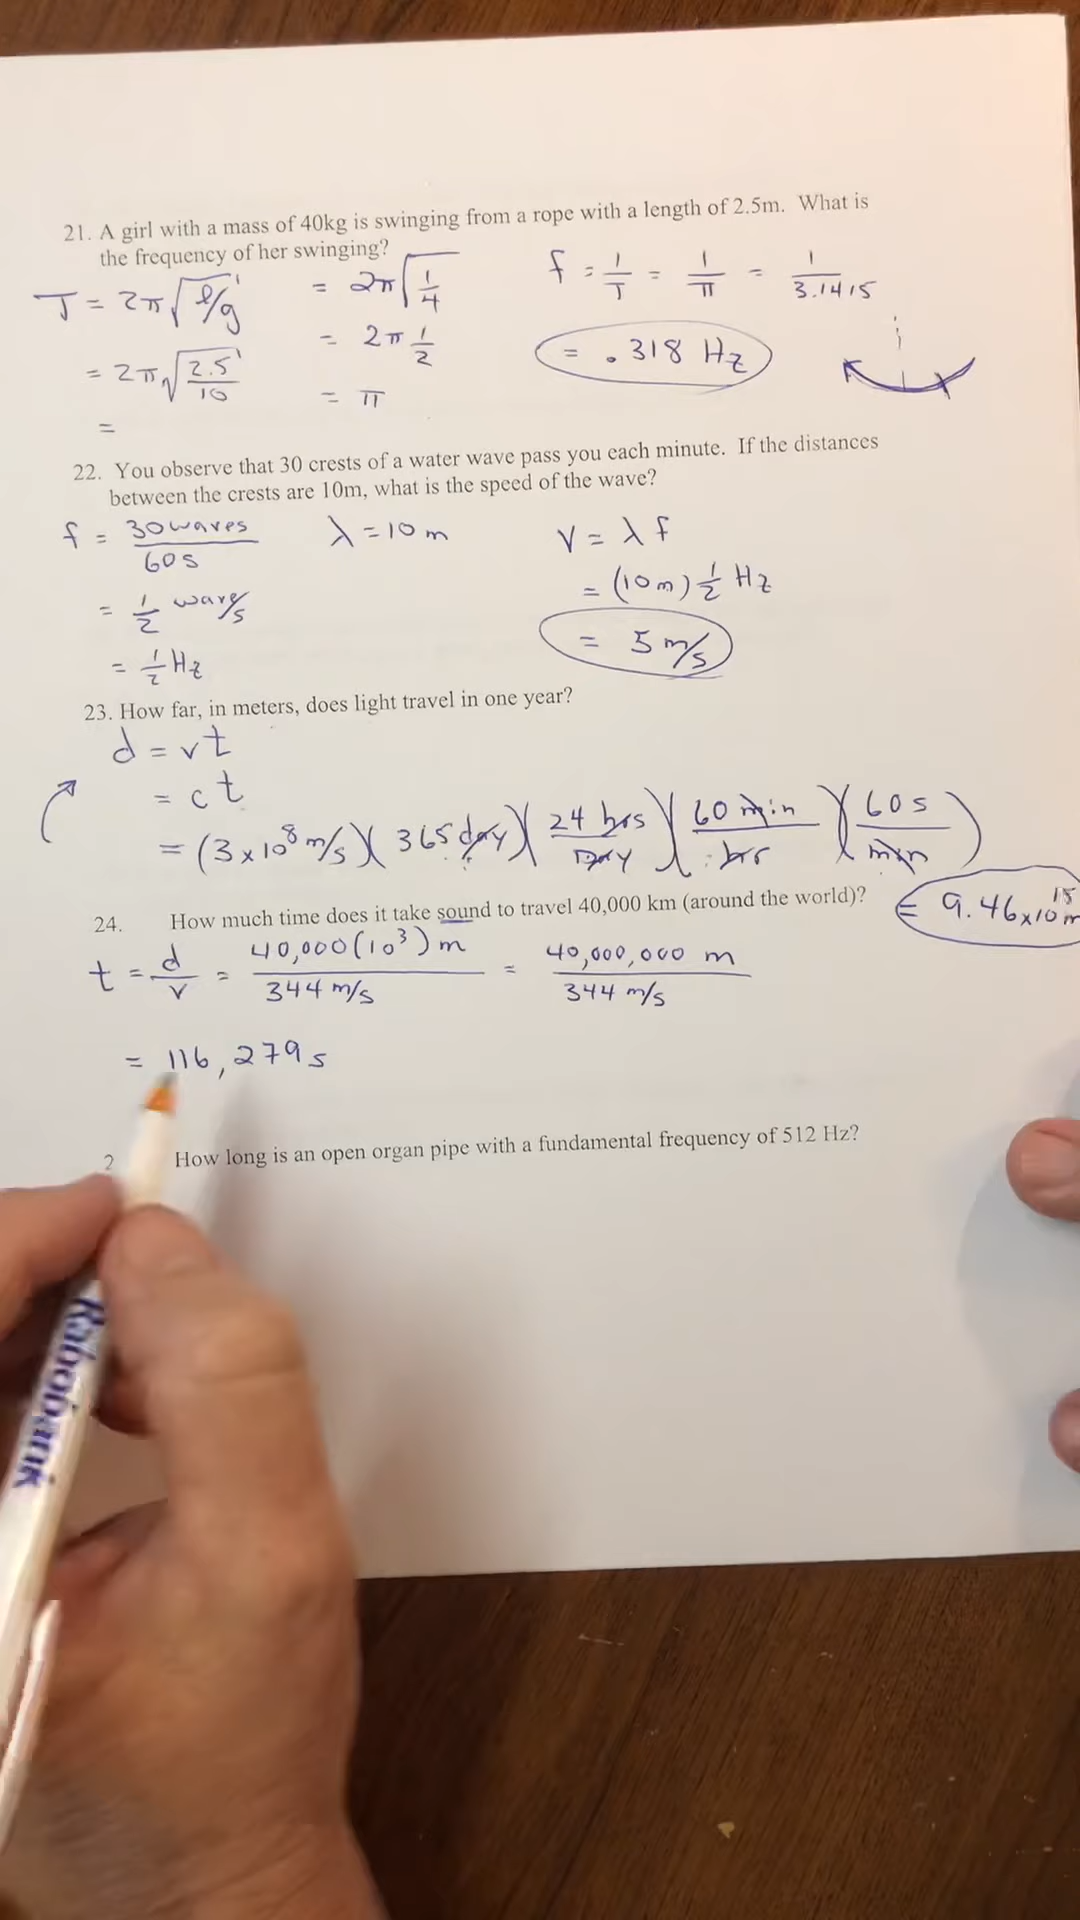 21. A girl with a mass of 40kg is swinging from a rope with a length of 2.5m. What is
the frequency of her swinging?
T = 2π√l/g = 2π√1/4 f = 1/T = 1/π = 1/3.1415
= 2π√2.5/10 = 2π 1/2 = .318 Hz
= = π
22. You observe that 30 crests of a water wave pass you each minute. If the distances
between the crests are 10m, what is the speed of the wave?
f = 30 waves/60 s λ = 10 m v = λ f
= 1/2 wave/s = (10 m) 1/2 Hz
= 1/2 Hz = 5 m/s
23. How far, in meters, does light travel in one year?
d = vt
= ct
= (3×10⁸ m/s)(365 day)(24 hrs/Day)(60 min/hr)(60 s/min)
= 9.46×10¹⁵ m
24. How much time does it take sound to travel 40,000 km (around the world)?
t = d/v = 40,000(10³) m/344 m/s = 40,000,000 m/344 m/s
= 116,279 s
2 How long is an open organ pipe with a fundamental frequency of 512 Hz?
Rabobank